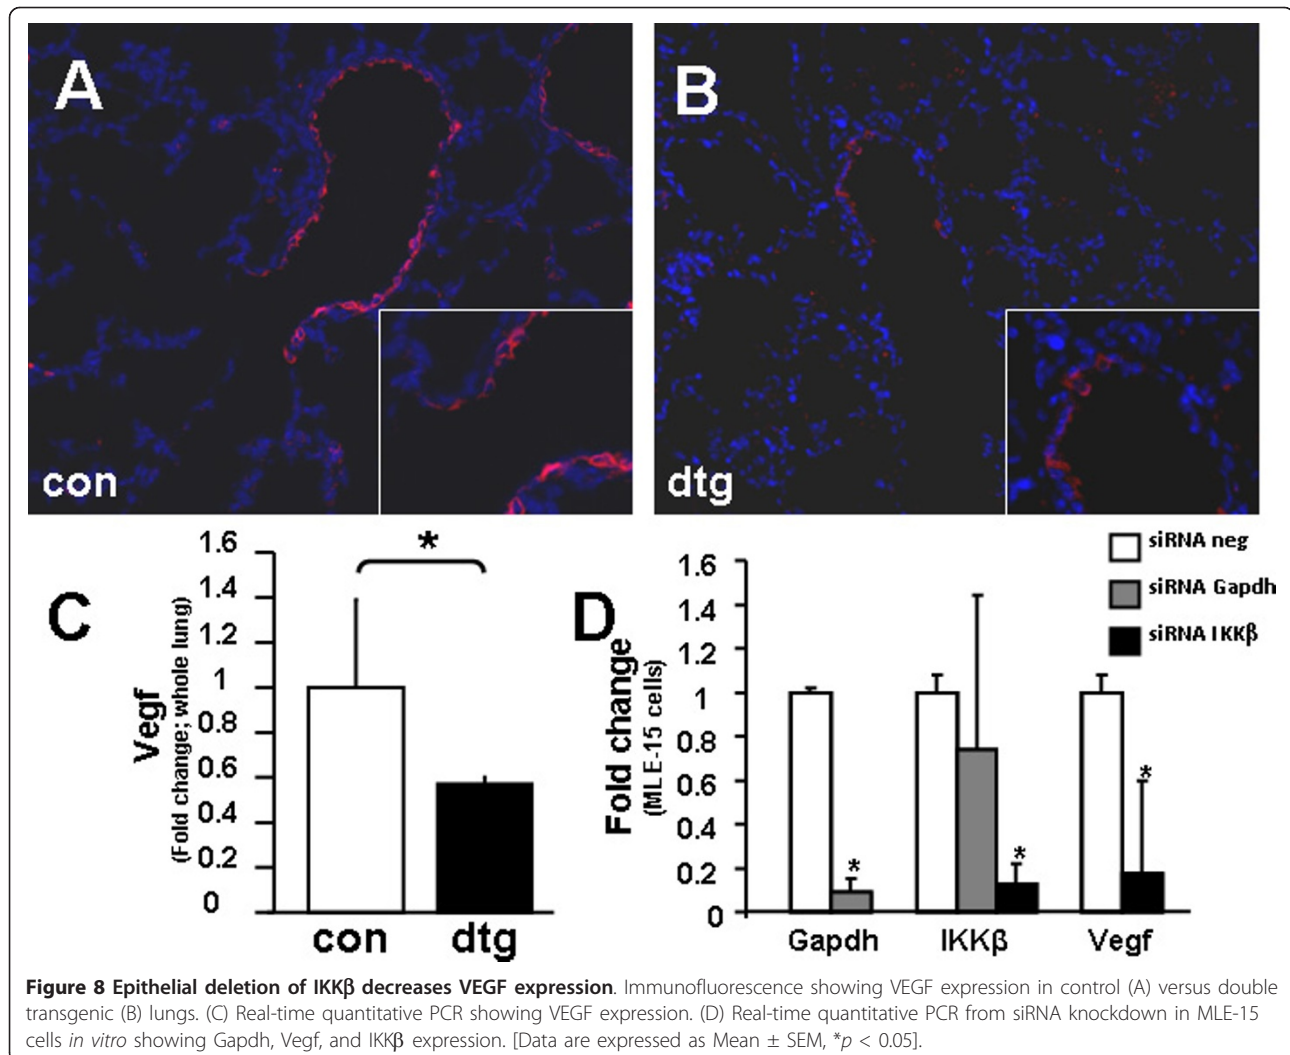 A
con
B
dtg
C
Vegf
(Fold change; whole lung)
1.6
1.4
1.2
1
0.8
0.6
0.4
0.2
0
*
con
dtg
D
Fold change
(MLE-15 cells)
1.6
1.4
1.2
1
0.8
0.6
0.4
0.2
0
siRNA neg
siRNA Gapdh
siRNA IKKβ
*
*
*
Gapdh
IKKβ
Vegf
Figure 8 Epithelial deletion of IKKβ decreases VEGF expression. Immunofluorescence showing VEGF expression in control (A) versus double
transgenic (B) lungs. (C) Real-time quantitative PCR showing VEGF expression. (D) Real-time quantitative PCR from siRNA knockdown in MLE-15
cells in vitro showing Gapdh, Vegf, and IKKβ expression. [Data are expressed as Mean ± SEM, *p < 0.05].